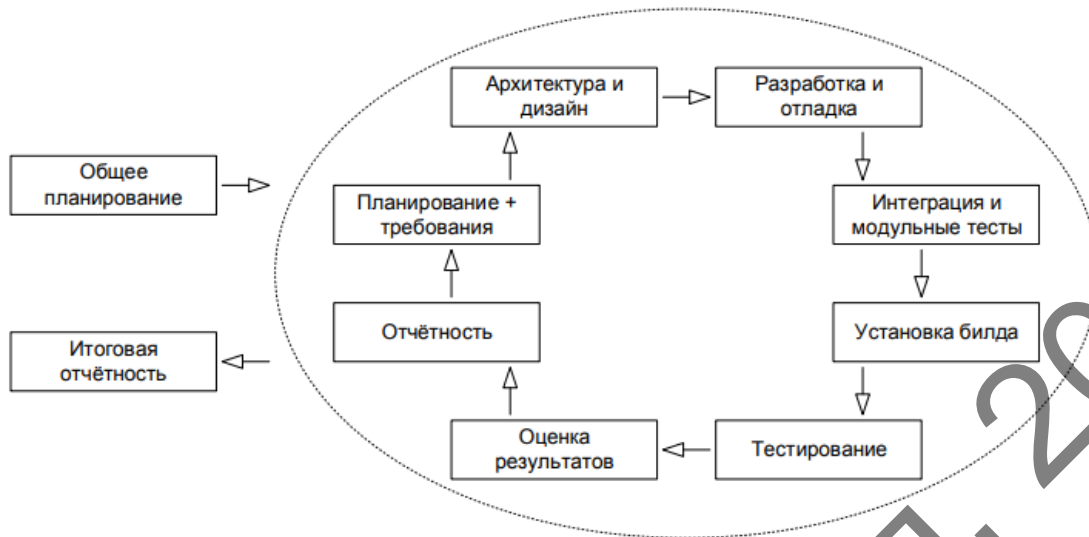 Общее
планирование
Архитектура и
дизайн
Разработка и
отладка
Планирование +
требования
Интеграция и
модульные тесты
Отчётность
Установка билда
Итоговая
отчётность
Оценка
результатов
Тестирование